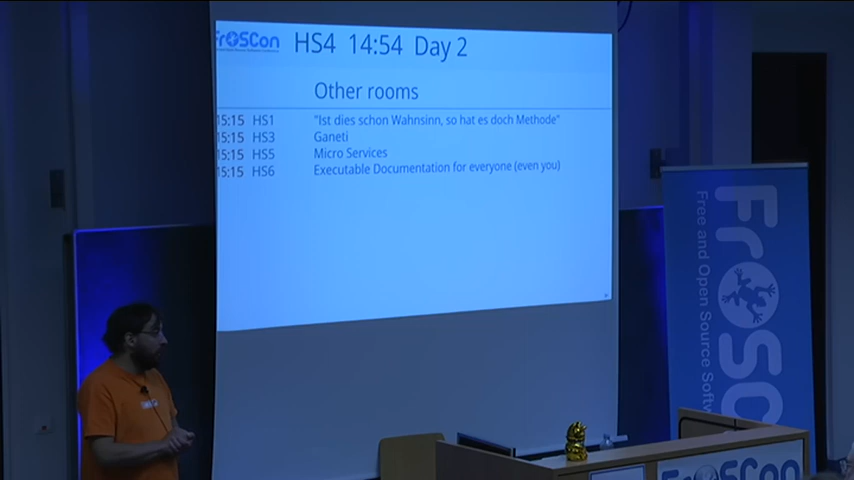 FrOSCon HS4 14:54 Day 2
Other rooms
15:15 HS1 "Ist dies schon Wahnsinn, so hat es doch Methode"
15:15 HS3 Ganeti
15:15 HS5 Micro Services
15:15 HS6 Executable Documentation for everyone (even you)
FrOSC
Free and Open Source Softw
FrOSCon